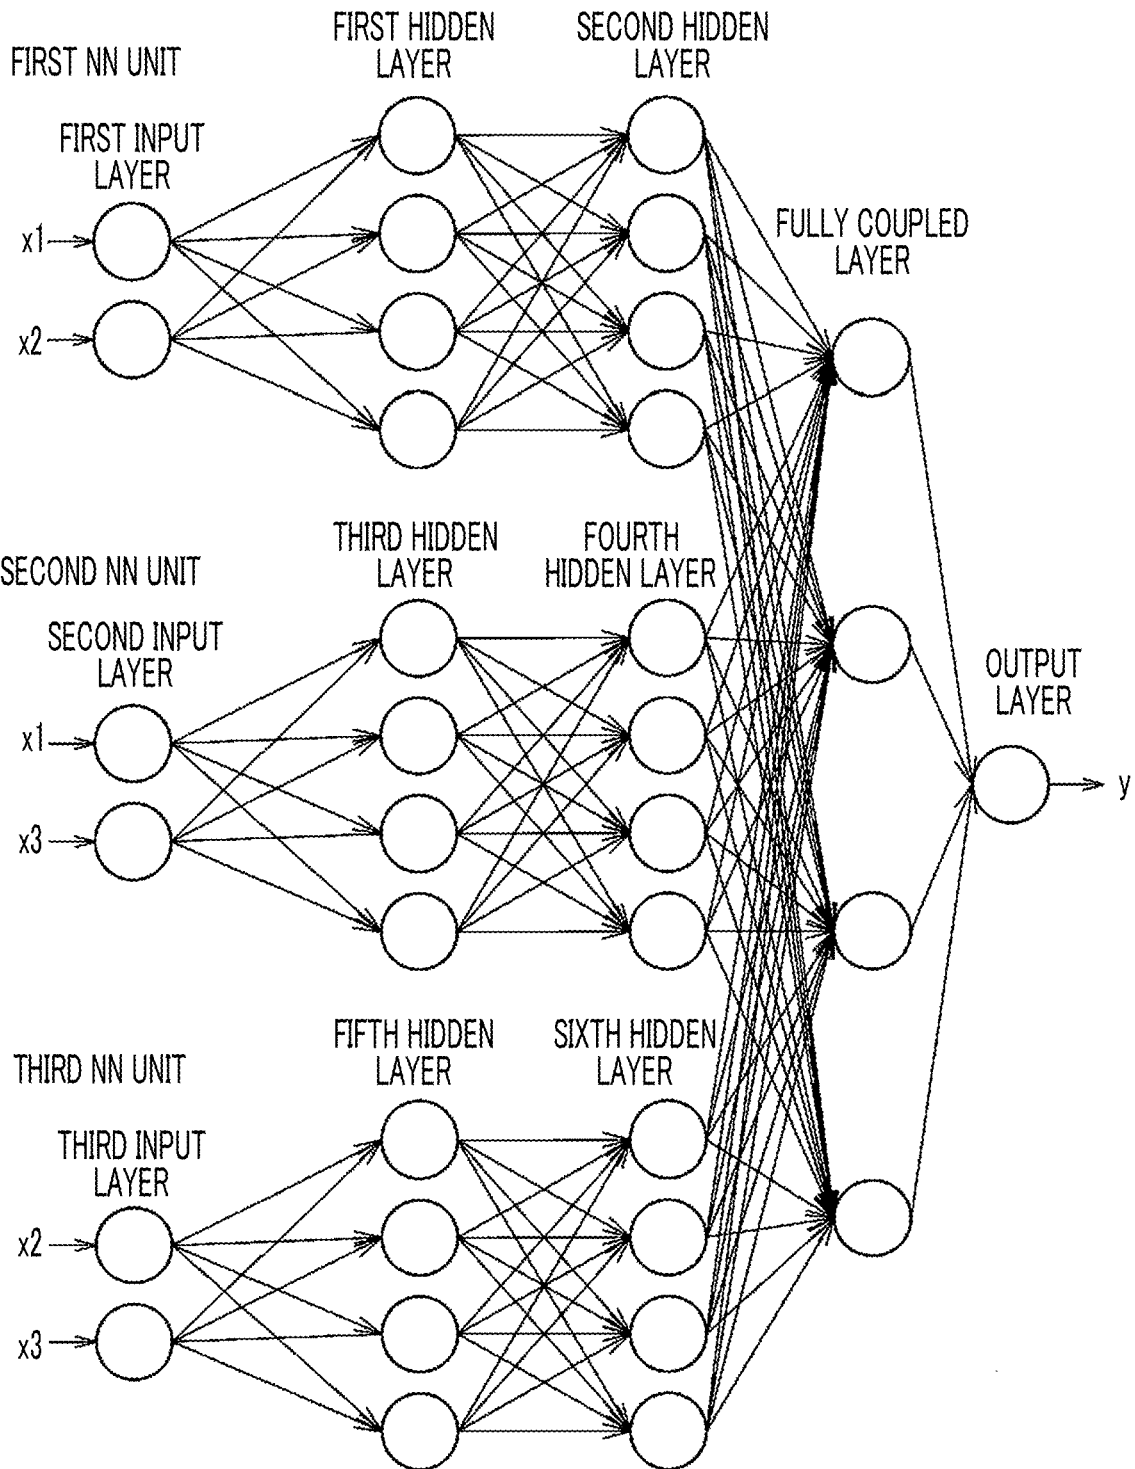 FIRST NN UNIT
FIRST INPUT
LAYER
x1
x2
FIRST HIDDEN
LAYER
SECOND HIDDEN
LAYER
FULLY COUPLED
LAYER
SECOND NN UNIT
SECOND INPUT
LAYER
x1
x3
THIRD HIDDEN
LAYER
FOURTH
HIDDEN LAYER
OUTPUT
LAYER
y
THIRD NN UNIT
THIRD INPUT
LAYER
x2
x3
FIFTH HIDDEN
LAYER
SIXTH HIDDEN
LAYER